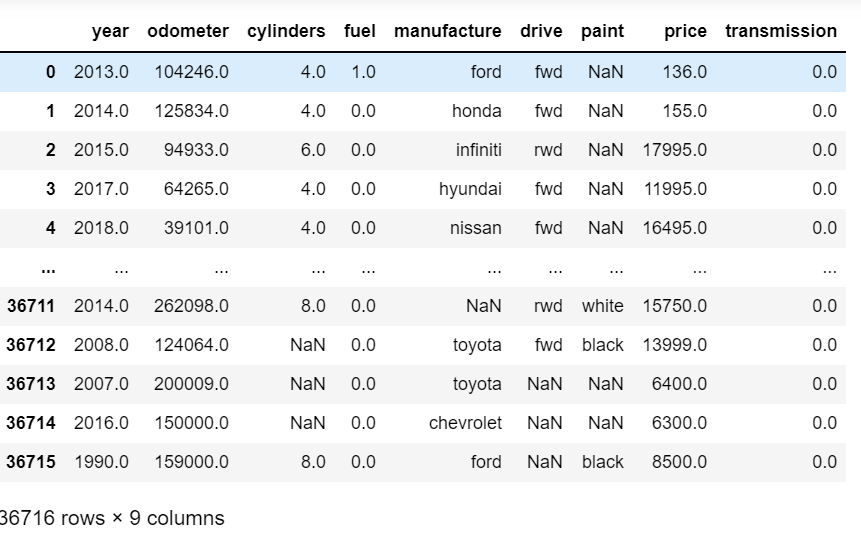 year odometer cylinders fuel manufacture drive paint price transmission
0 2013.0 104246.0 4.0 1.0 ford fwd NaN 136.0 0.0
1 2014.0 125834.0 4.0 0.0 honda fwd NaN 155.0 0.0
2 2015.0 94933.0 6.0 0.0 infiniti rwd NaN 17995.0 0.0
3 2017.0 64265.0 4.0 0.0 hyundai fwd NaN 11995.0 0.0
4 2018.0 39101.0 4.0 0.0 nissan fwd NaN 16495.0 0.0
... ... ... ... ... ... ... ... ... ...
36711 2014.0 262098.0 8.0 0.0 NaN rwd white 15750.0 0.0
36712 2008.0 124064.0 NaN 0.0 toyota fwd black 13999.0 0.0
36713 2007.0 200009.0 NaN 0.0 toyota NaN NaN 6400.0 0.0
36714 2016.0 150000.0 NaN 0.0 chevrolet NaN NaN 6300.0 0.0
36715 1990.0 159000.0 8.0 0.0 ford NaN black 8500.0 0.0
36716 rows × 9 columns